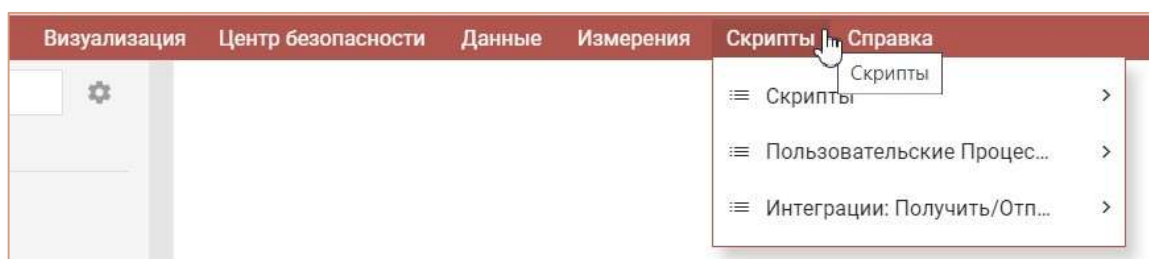 Визуализация Центр безопасности Данные Измерения Скрипты Справка
Скрипты
Скрипты
Пользовательские Процес...
Интеграции: Получить/Отп...